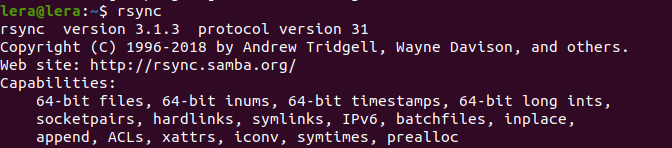 lera@lera:~$ rsync
rsync  version 3.1.3  protocol version 31
Copyright (C) 1996-2018 by Andrew Tridgell, Wayne Davison, and others.
Web site: http://rsync.samba.org/
Capabilities:
    64-bit files, 64-bit inums, 64-bit timestamps, 64-bit long ints,
    socketpairs, hardlinks, symlinks, IPv6, batchfiles, inplace,
    append, ACLs, xattrs, iconv, symtimes, prealloc